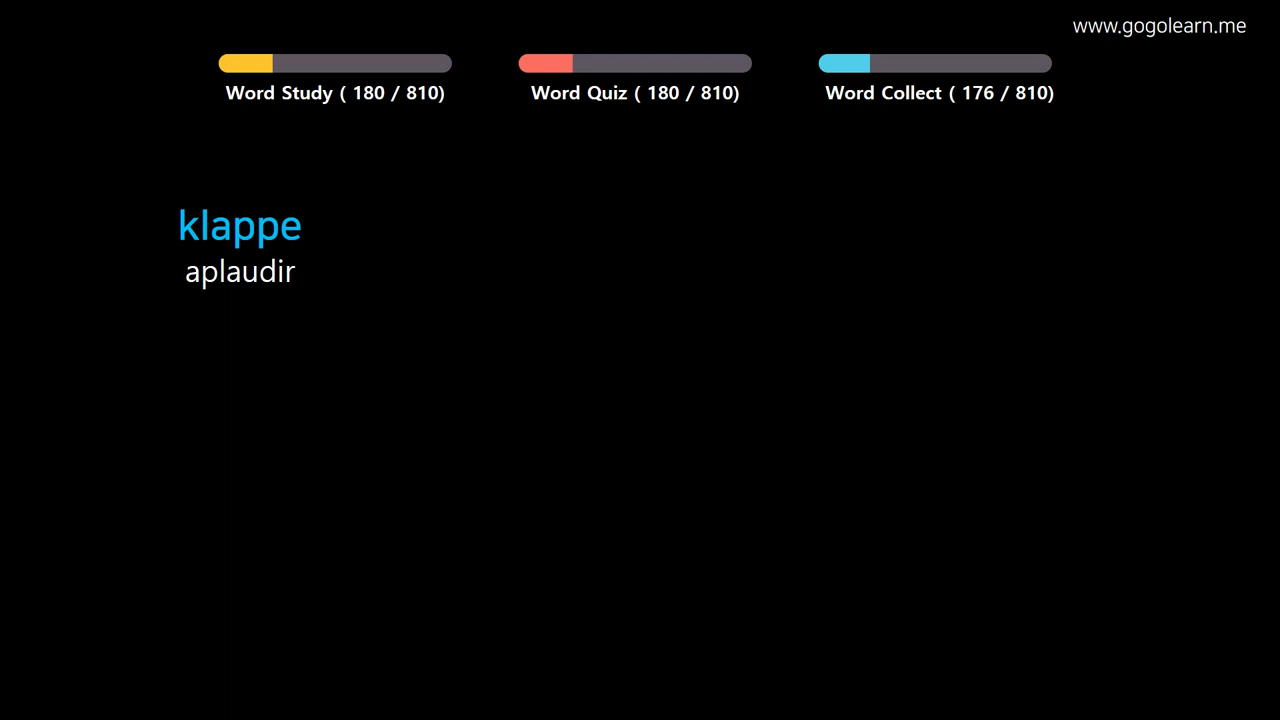 www.gogolearn.me
Word Study ( 180 / 810)
Word Quiz ( 180 / 810)
Word Collect ( 176 / 810)
klappe
aplaudir